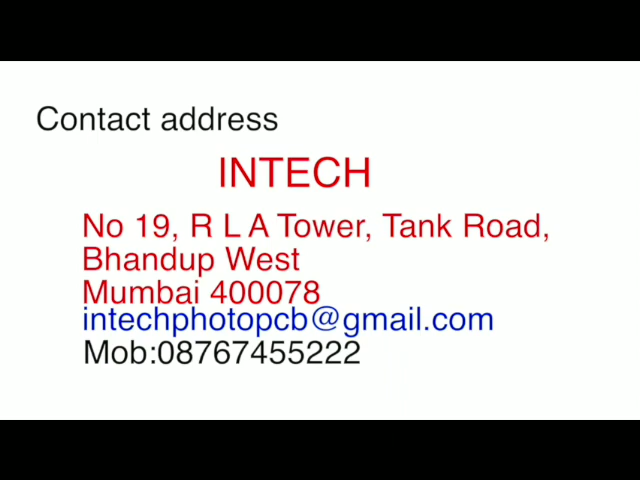 Contact address
INTECH
No 19, R L A Tower, Tank Road,
Bhandup West
Mumbai 400078
intechphotopcb@gmail.com
Mob:08767455222